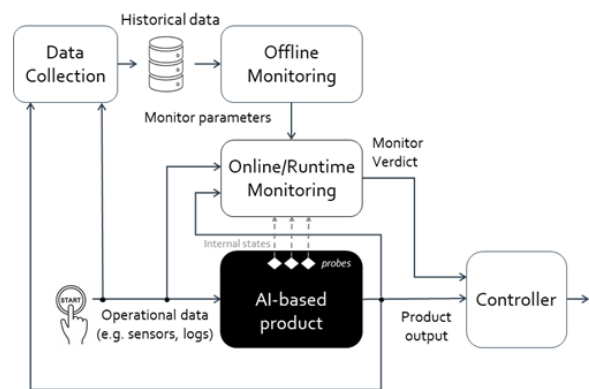 Historical data
Data
Collection
Offline
Monitoring
Monitor parameters
Monitor
Verdict
Online/Runtime
Monitoring
Internal states
probes
START
AI-based
product
Operational data
(e.g. sensors, logs)
Product
output
Controller